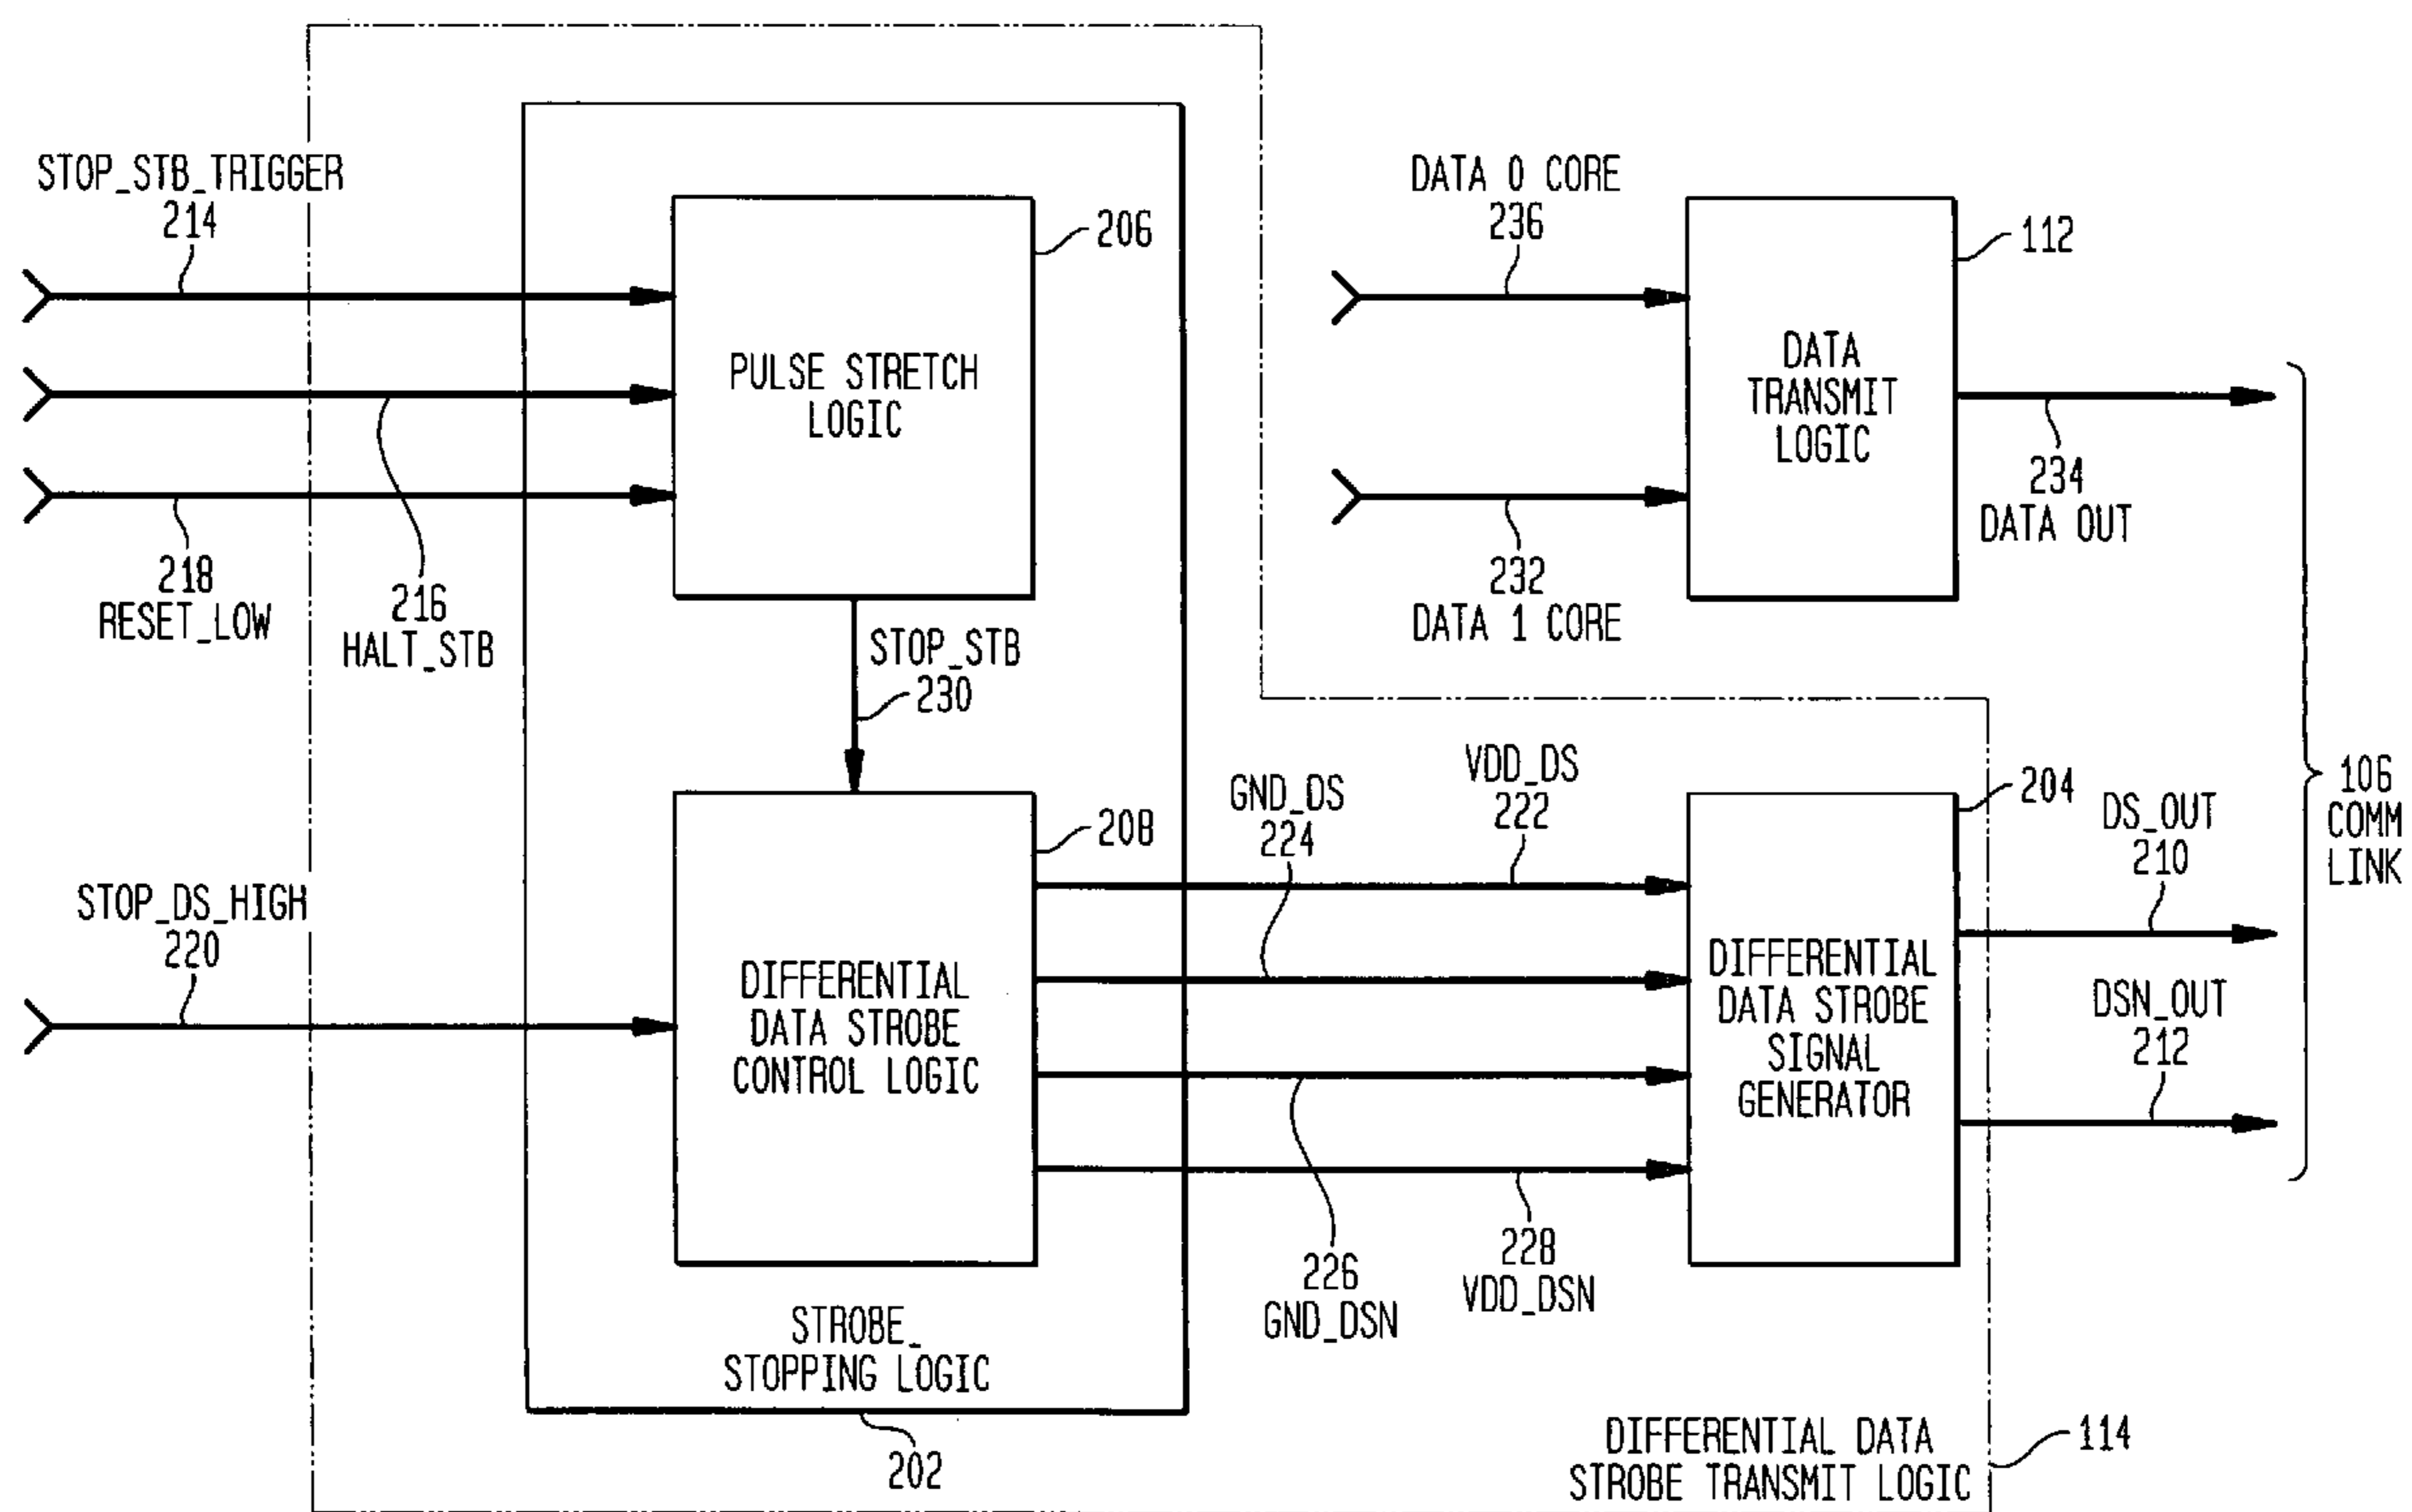 STOP_STB_TRIGGER
214
218
RESET_LOW
216
HALT_STB
PULSE STRETCH
LOGIC
206
STOP_STB
230
STOP_DS_HIGH
220
DIFFERENTIAL
DATA STROBE
CONTROL LOGIC
208
STROBE_
STOPPING LOGIC
202
DATA 0 CORE
236
232
DATA 1 CORE
DATA
TRANSMIT
LOGIC
112
234
DATA OUT
GND_DS
224
VDD_DS
222
226
GND_DSN
228
VDD_DSN
DIFFERENTIAL
DATA STROBE
SIGNAL
GENERATOR
204
DS_OUT
210
DSN_OUT
212
106
COMM
LINK
DIFFERENTIAL DATA
STROBE TRANSMIT LOGIC
114